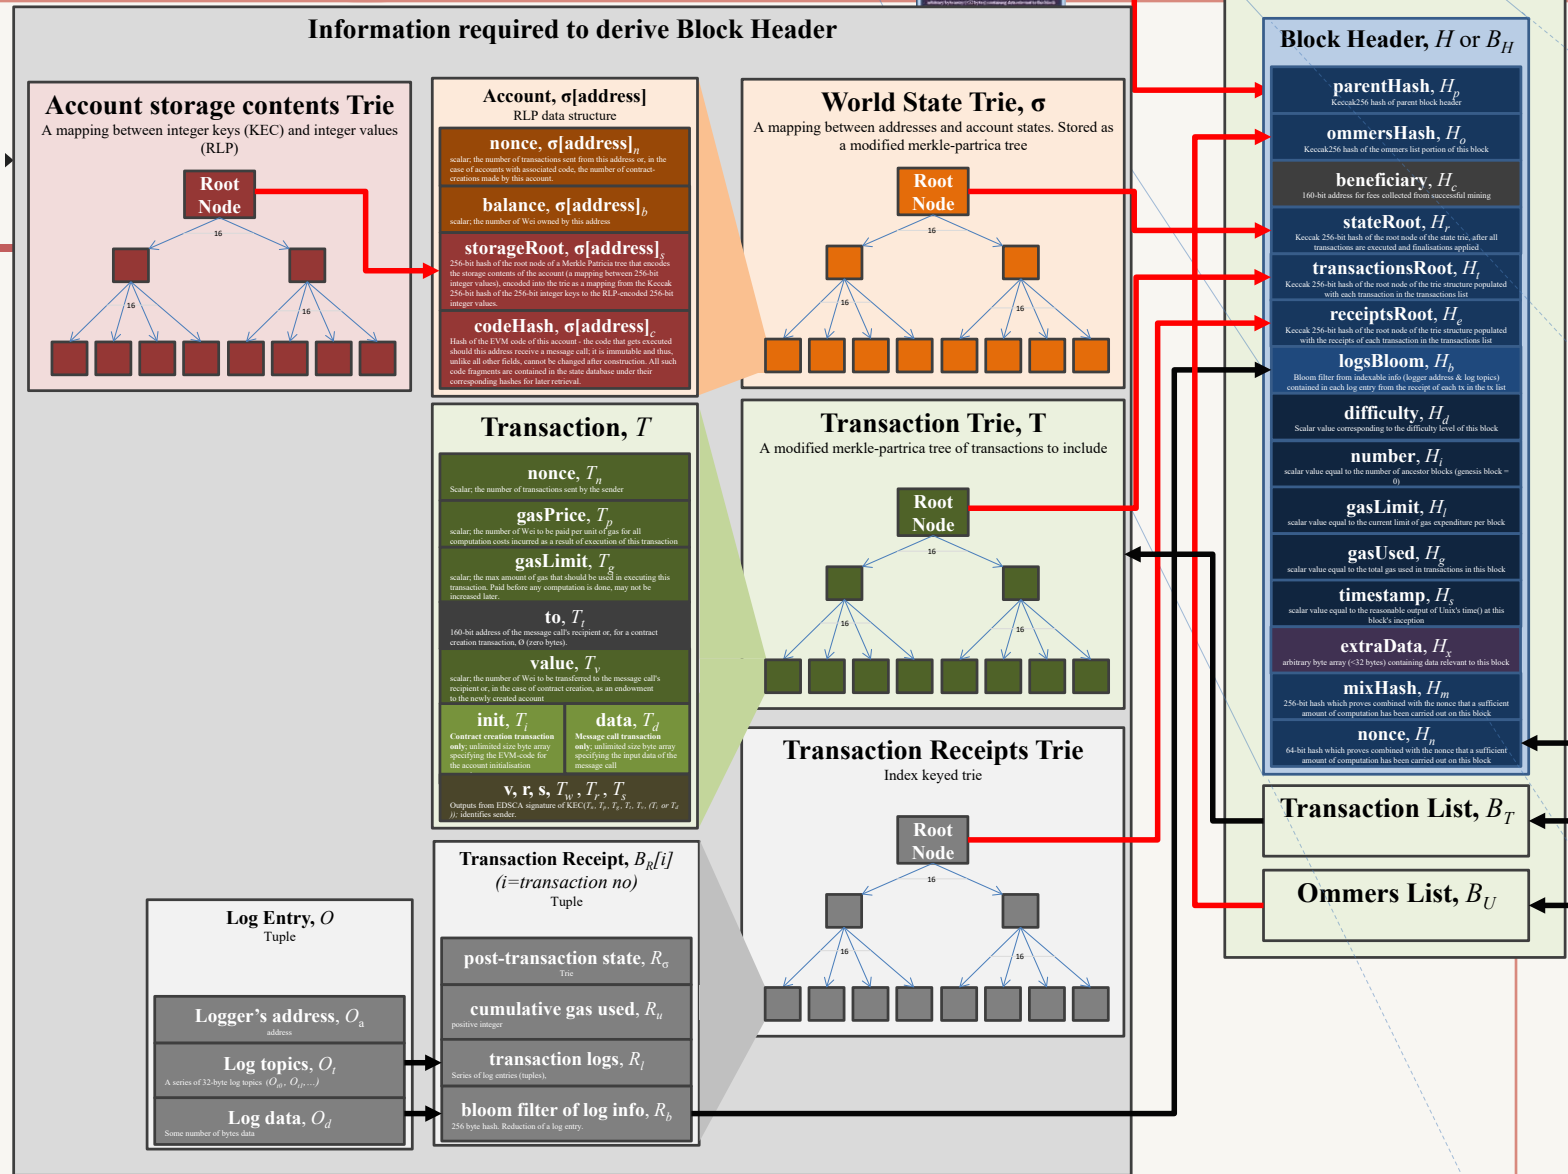 Information required to derive Block Header
Account storage contents Trie
A mapping between integer keys (KEC) and integer values
(RLP)
Root
Node
16
16
16
Account, σ[address]
RLP data structure
nonce, σ[address]n
scalar; the number of transactions sent from this address or, in the
case of accounts with associated code, the number of contract-
creations made by this account.
balance, σ[address]b
scalar; the number of Wei owned by this address
storageRoot, σ[address]s
256-bit hash of the root node of a Merkle Patricia tree that encodes
the storage contents of the account (a mapping between 256-bit
integer values), encoded into the trie as a mapping from the Keccak
256-bit hash of the 256-bit integer keys to the RLP-encoded 256-bit
integer values.
codeHash, σ[address]c
Hash of the EVM code of this account - the code that gets executed
should this address receive a message call; it is immutable and thus,
unlike all other fields, cannot be changed after construction. All such
code fragments are contained in the state database under their
corresponding hashes for later retrieval.
World State Trie, σ
A mapping between addresses and account states. Stored as
a modified merkle-partrica tree
Root
Node
16
16
16
Transaction, T
nonce, Tn
Scalar; the number of transactions sent by the sender
gasPrice, Tp
scalar; the number of Wei to be paid per unit of gas for all
computation costs incurred as a result of execution of this transaction
gasLimit, Tg
scalar; the max amount of gas that should be used in executing this
transaction. Paid before any computation is done, may not be
increased later.
to, Tt
160-bit address of the message call's recipient or, for a contract
creation transaction, Ø (zero bytes).
value, Tv
scalar; the number of Wei to be transferred to the message call's
recipient or, in the case of contract creation, as an endowment
to the newly created account
init, Ti
Contract creation transaction
only; unlimited size byte array
specifying the EVM-code for
the account initialisation
data, Td
Message call transaction
only; unlimited size byte array
specifying the input data of the
message call
v, r, s, Tw, Tr, Ts
Outputs from EDSCA signature of KEC(Tn, Tp, Tg, Tt, Tv, (Ti or Td
)); identifies sender.
Transaction Trie, T
A modified merkle-partrica tree of transactions to include
Root
Node
16
16
16
Transaction Receipts Trie
Index keyed trie
Root
Node
16
16
16
Log Entry, O
Tuple
Logger's address, Oa
address
Log topics, Ot
A series of 32-byte log topics (Ot0, Ot1,...)
Log data, Od
Some number of bytes data
Transaction Receipt, BR[i]
(i=transaction no)
Tuple
post-transaction state, Rσ
Trie
cumulative gas used, Ru
positive integer
transaction logs, Rl
Series of log entries (tuples),
bloom filter of log info, Rb
256 byte hash. Reduction of a log entry.
Block Header, H or BH
parentHash, Hp
Keccak256 hash of parent block header
ommersHash, Ho
Keccak256 hash of the ommers list portion of this block
beneficiary, Hc
160-bit address for fees collected from successful mining
stateRoot, Hr
Keccak 256-bit hash of the root node of the state trie, after all
transactions are executed and finalisations applied
transactionsRoot, Ht
Keccak 256-bit hash of the root node of the trie structure populated
with each transaction in the transactions list
receiptsRoot, He
Keccak 256-bit hash of the root node of the trie structure populated
with the receipts of each transaction in the transactions list
logsBloom, Hb
Bloom filter from indexable info (logger address & log topics)
contained in each log entry from the receipt of each tx in the tx list
difficulty, Hd
Scalar value corresponding to the difficulty level of this block
number, Hi
scalar value equal to the number of ancestor blocks (genesis block =
0)
gasLimit, Hl
scalar value equal to the current limit of gas expenditure per block
gasUsed, Hg
scalar value equal to the total gas used in transactions in this block
timestamp, Hs
scalar value equal to the reasonable output of Unix's time() at this
block's inception
extraData, Hx
arbitrary byte array (<32 bytes) containing data relevant to this block
mixHash, Hm
256-bit hash which proves combined with the nonce that a sufficient
amount of computation has been carried out on this block
nonce, Hn
64-bit hash which proves combined with the nonce that a sufficient
amount of computation has been carried out on this block
Transaction List, BT
Ommers List, BU